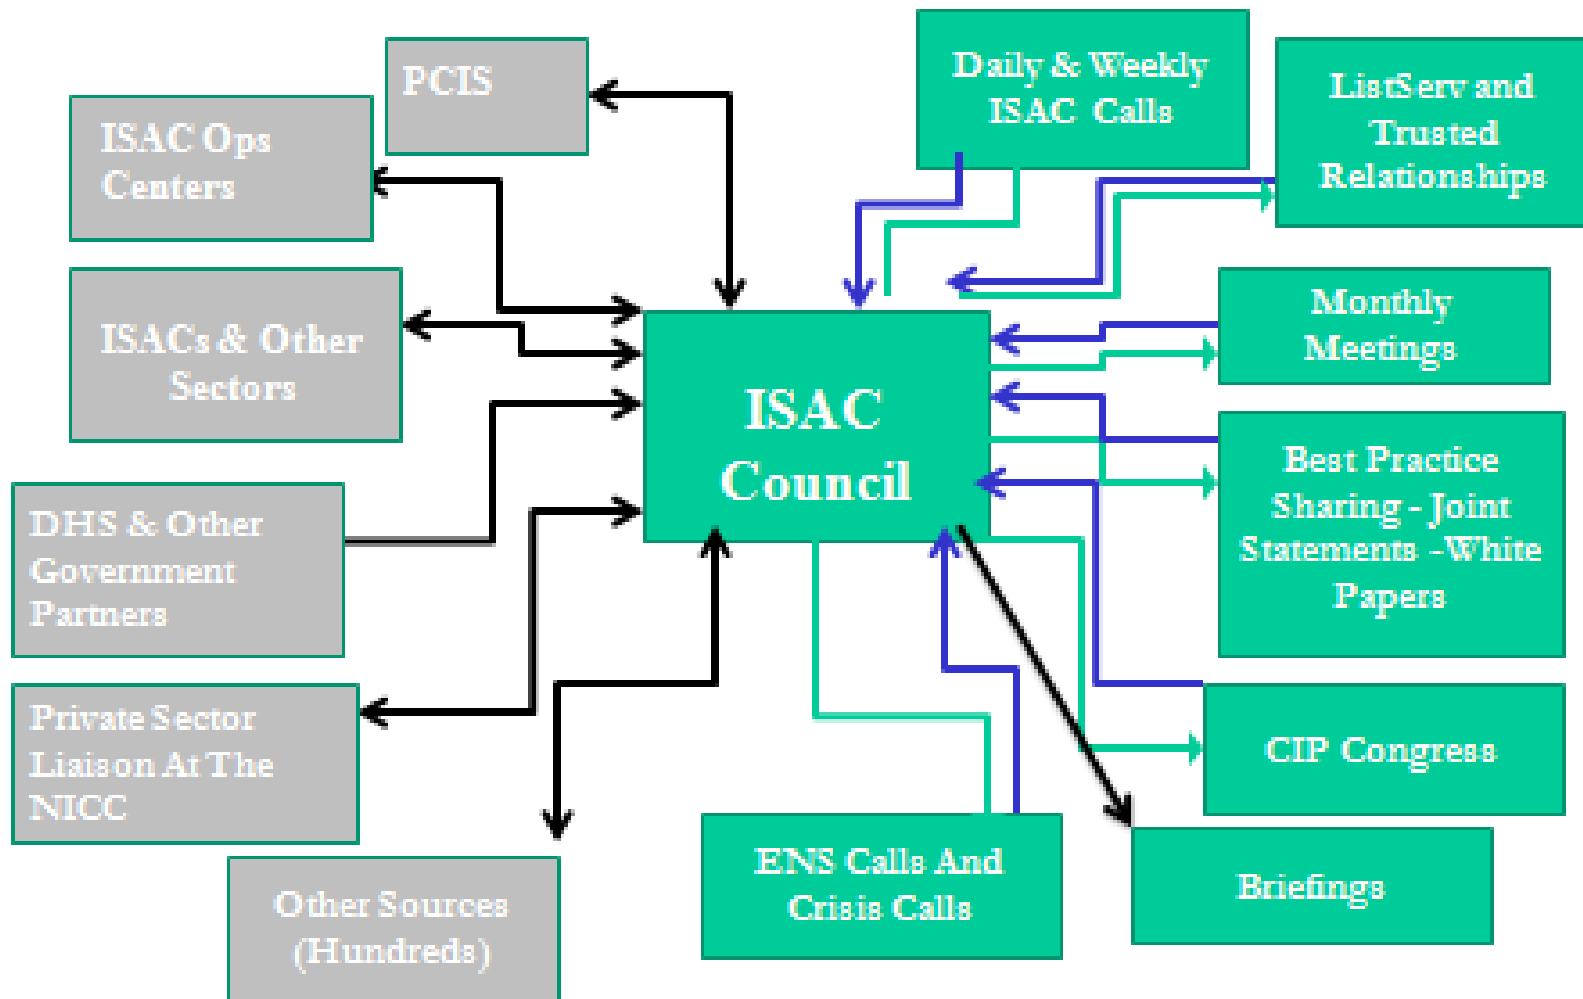 PCIS
ISAC Ops
Centers
ISACs & Other
Sectors
DHS & Other
Government
Partners
Private Sector
Liaison At The
NICC
Other Sources
(Hundreds)
ISAC
Council
Daily & Weekly
ISAC Calls
ListServ and
Trusted
Relationships
Monthly
Meetings
Best Practice
Sharing - Joint
Statements -White
Papers
CIP Congress
Briefings
ENS Calls And
Crisis Calls